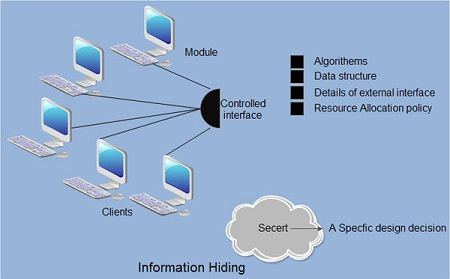 Module
Algorithems
Data structure
Details of external interface
Resource Allocation policy
Controlled
interface
Clients
Secert
A Specfic design decision
Information Hiding